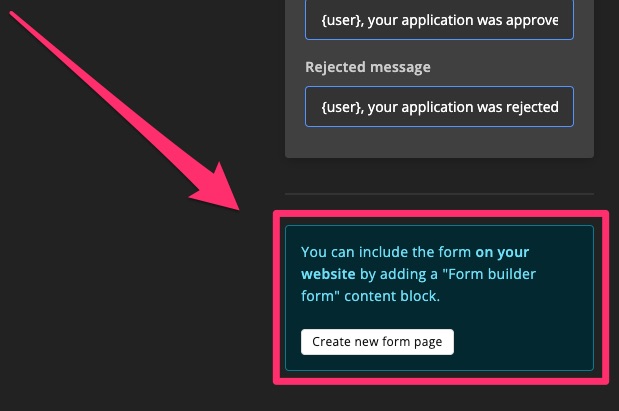 {user}, your application was approve
Rejected message
{user}, your application was rejected
You can include the form on your
website by adding a "Form builder
form" content block.
Create new form page